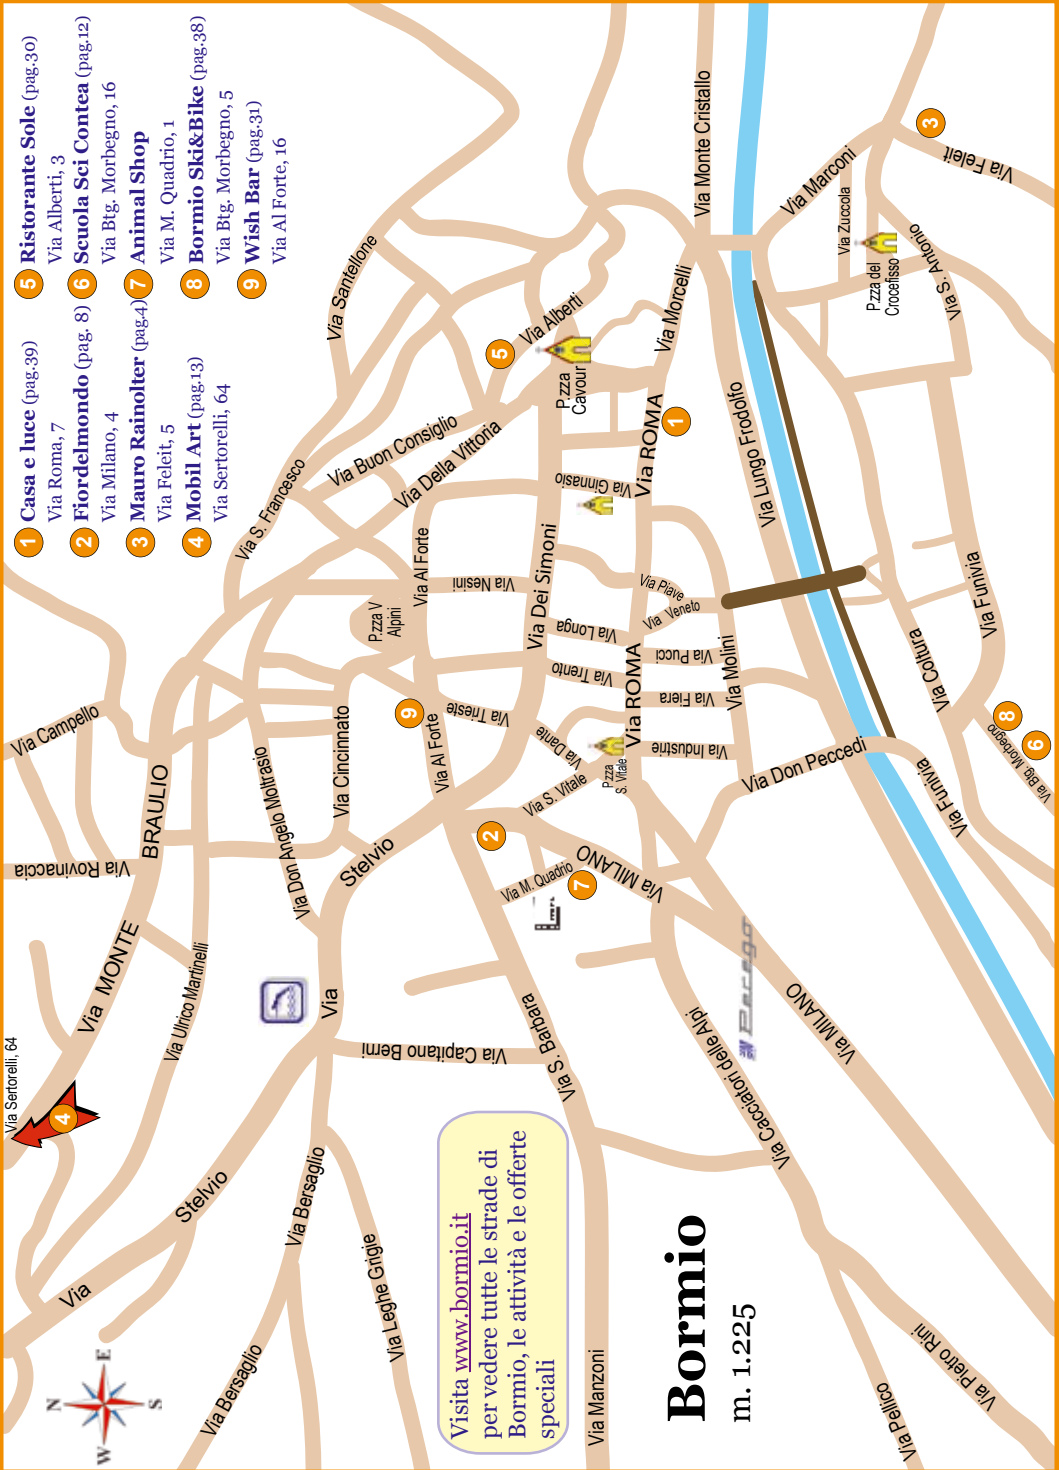 1 Casa e luce (pag.39)
Via Roma, 7
2 Fiordelmondo (pag. 8)
Via Milano, 4
3 Mauro Rainolter (pag.4)
Via Feleit, 5
4 Mobil Art (pag.13)
Via Sertorelli, 64
5 Ristorante Sole (pag.30)
Via Alberti, 3
6 Scuola Sci Contea (pag.12)
Via Btg. Morbegno, 16
7 Animal Shop
Via M. Quadrio, 1
8 Bormio Ski&Bike (pag.38)
Via Btg. Morbegno, 5
9 Wish Bar (pag.31)
Via Al Forte, 16
Via Sertorelli, 64
4
Via Rovinaccia
Via Campello
Via MONTE
BRAULIO
Via Ulrico Martinelli
Via S. Francesco
Via Santellone
Via Don Angelo Moltrasio
Via Cincinnato
P.zza V
Alpini
Via Buon Consiglio
Via Della Vittoria
Via
Stelvio
Via
Stelvio
Via Al Forte
9
Via Al Forte
Via Trieste
Via Nesini
5
Via Alberti
P.zza
Cavour
Via Bersaglio
Via Bersaglio
Via Leghe Grigie
Via Capitano Berni
Via S. Barbara
2
Via S. Vitale
Via Dante
Via Dei Simoni
Via Trento
Via Longa
Via Ginnasio
Via M. Quadrio
7
Via MILANO
P.zza
S. Vitale
Via ROMA
Via ROMA
1
Via Morcelli
Via Monte Cristallo
Via Industrie
Via Fiera
Via Pucci
Via Veneto
Via Piave
Via Molini
Via Lungo Frodolfo
Via Don Peccedi
Perego
Via MILANO
Via Cacciatori delle Alpi
Via Manzoni
Via Pellico
Via Pietro Rini
Via Marconi
Via Zuccola
P.zza del
Crocefisso
Via S. Antonio
3
Via Feleit
Via Coltura
Via Funivia
Via Funivia
Via Btg. Morbegno
8
6
N
E
S
W
Visita www.bormio.it
per vedere tutte le strade di
Bormio, le attività e le offerte
speciali
Bormio
m. 1.225